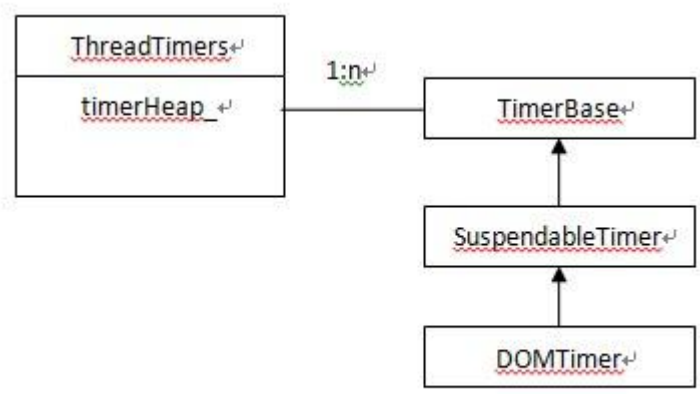 ThreadTimers
timerHeap_
1:n
TimerBase
SuspendableTimer
DOMTimer